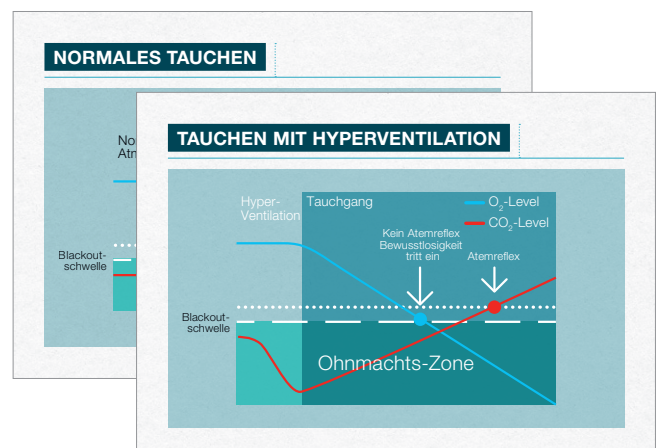 NORMALES TAUCHEN
Blackout-
schwelle
TAUCHEN MIT HYPERVENTILATION
Hyper-
Ventilation
Tauchgang
O₂-Level
CO₂-Level
Kein Atemreflex
Bewusstlosigkeit
tritt ein
Atemreflex
Blackout-
schwelle
Ohnmachts-Zone